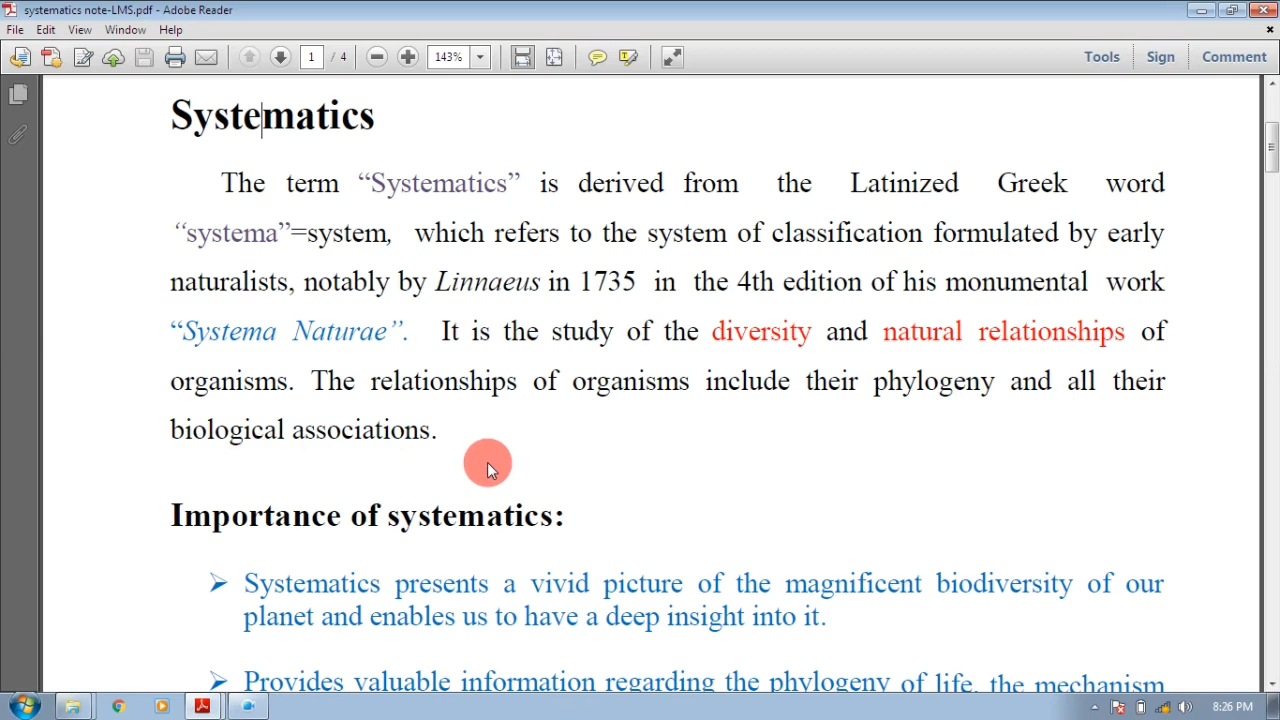 systematics note-LMS.pdf - Adobe Reader
File Edit View Window Help
1 / 4 143% Tools Sign Comment
Systematics
The term “Systematics” is derived from the Latinized Greek word
“systema”=system, which refers to the system of classification formulated by early
naturalists, notably by Linnaeus in 1735 in the 4th edition of his monumental work
“Systema Naturae”. It is the study of the diversity and natural relationships of
organisms. The relationships of organisms include their phylogeny and all their
biological associations.
Importance of systematics:
➢ Systematics presents a vivid picture of the magnificent biodiversity of our
planet and enables us to have a deep insight into it.
➢ Provides valuable information regarding the phylogeny of life, the mechanism
8:26 PM